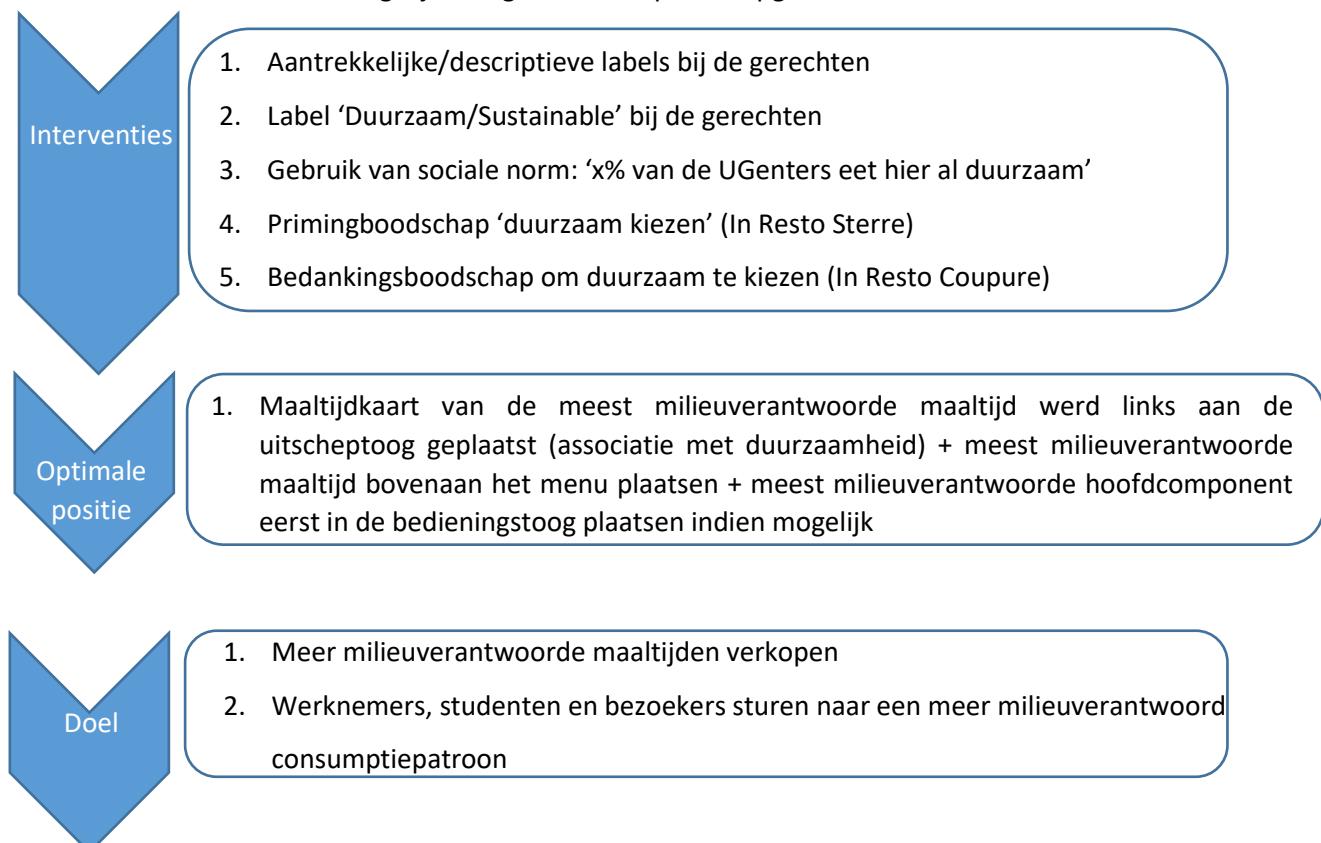 Interventies
1. Aantrekkelijke/descriptieve labels bij de gerechten
2. Label ‘Duurzaam/Sustainable’ bij de gerechten
3. Gebruik van sociale norm: ‘x% van de UGenters eet hier al duurzaam’
4. Primingboodschap ‘duurzaam kiezen’ (In Resto Sterre)
5. Bedankingsboodschap om duurzaam te kiezen (In Resto Coupure)
Optimale
positie
1. Maaltijdkaart van de meest milieuverantwoorde maaltijd werd links aan de
uitscheptoog geplaatst (associatie met duurzaamheid) + meest milieuverantwoorde
maaltijd bovenaan het menu plaatsen + meest milieuverantwoorde hoofdcomponent
eerst in de bedieningstoog plaatsen indien mogelijk
Doel
1. Meer milieuverantwoorde maaltijden verkopen
2. Werknemers, studenten en bezoekers sturen naar een meer milieuverantwoord
consumptiepatroon